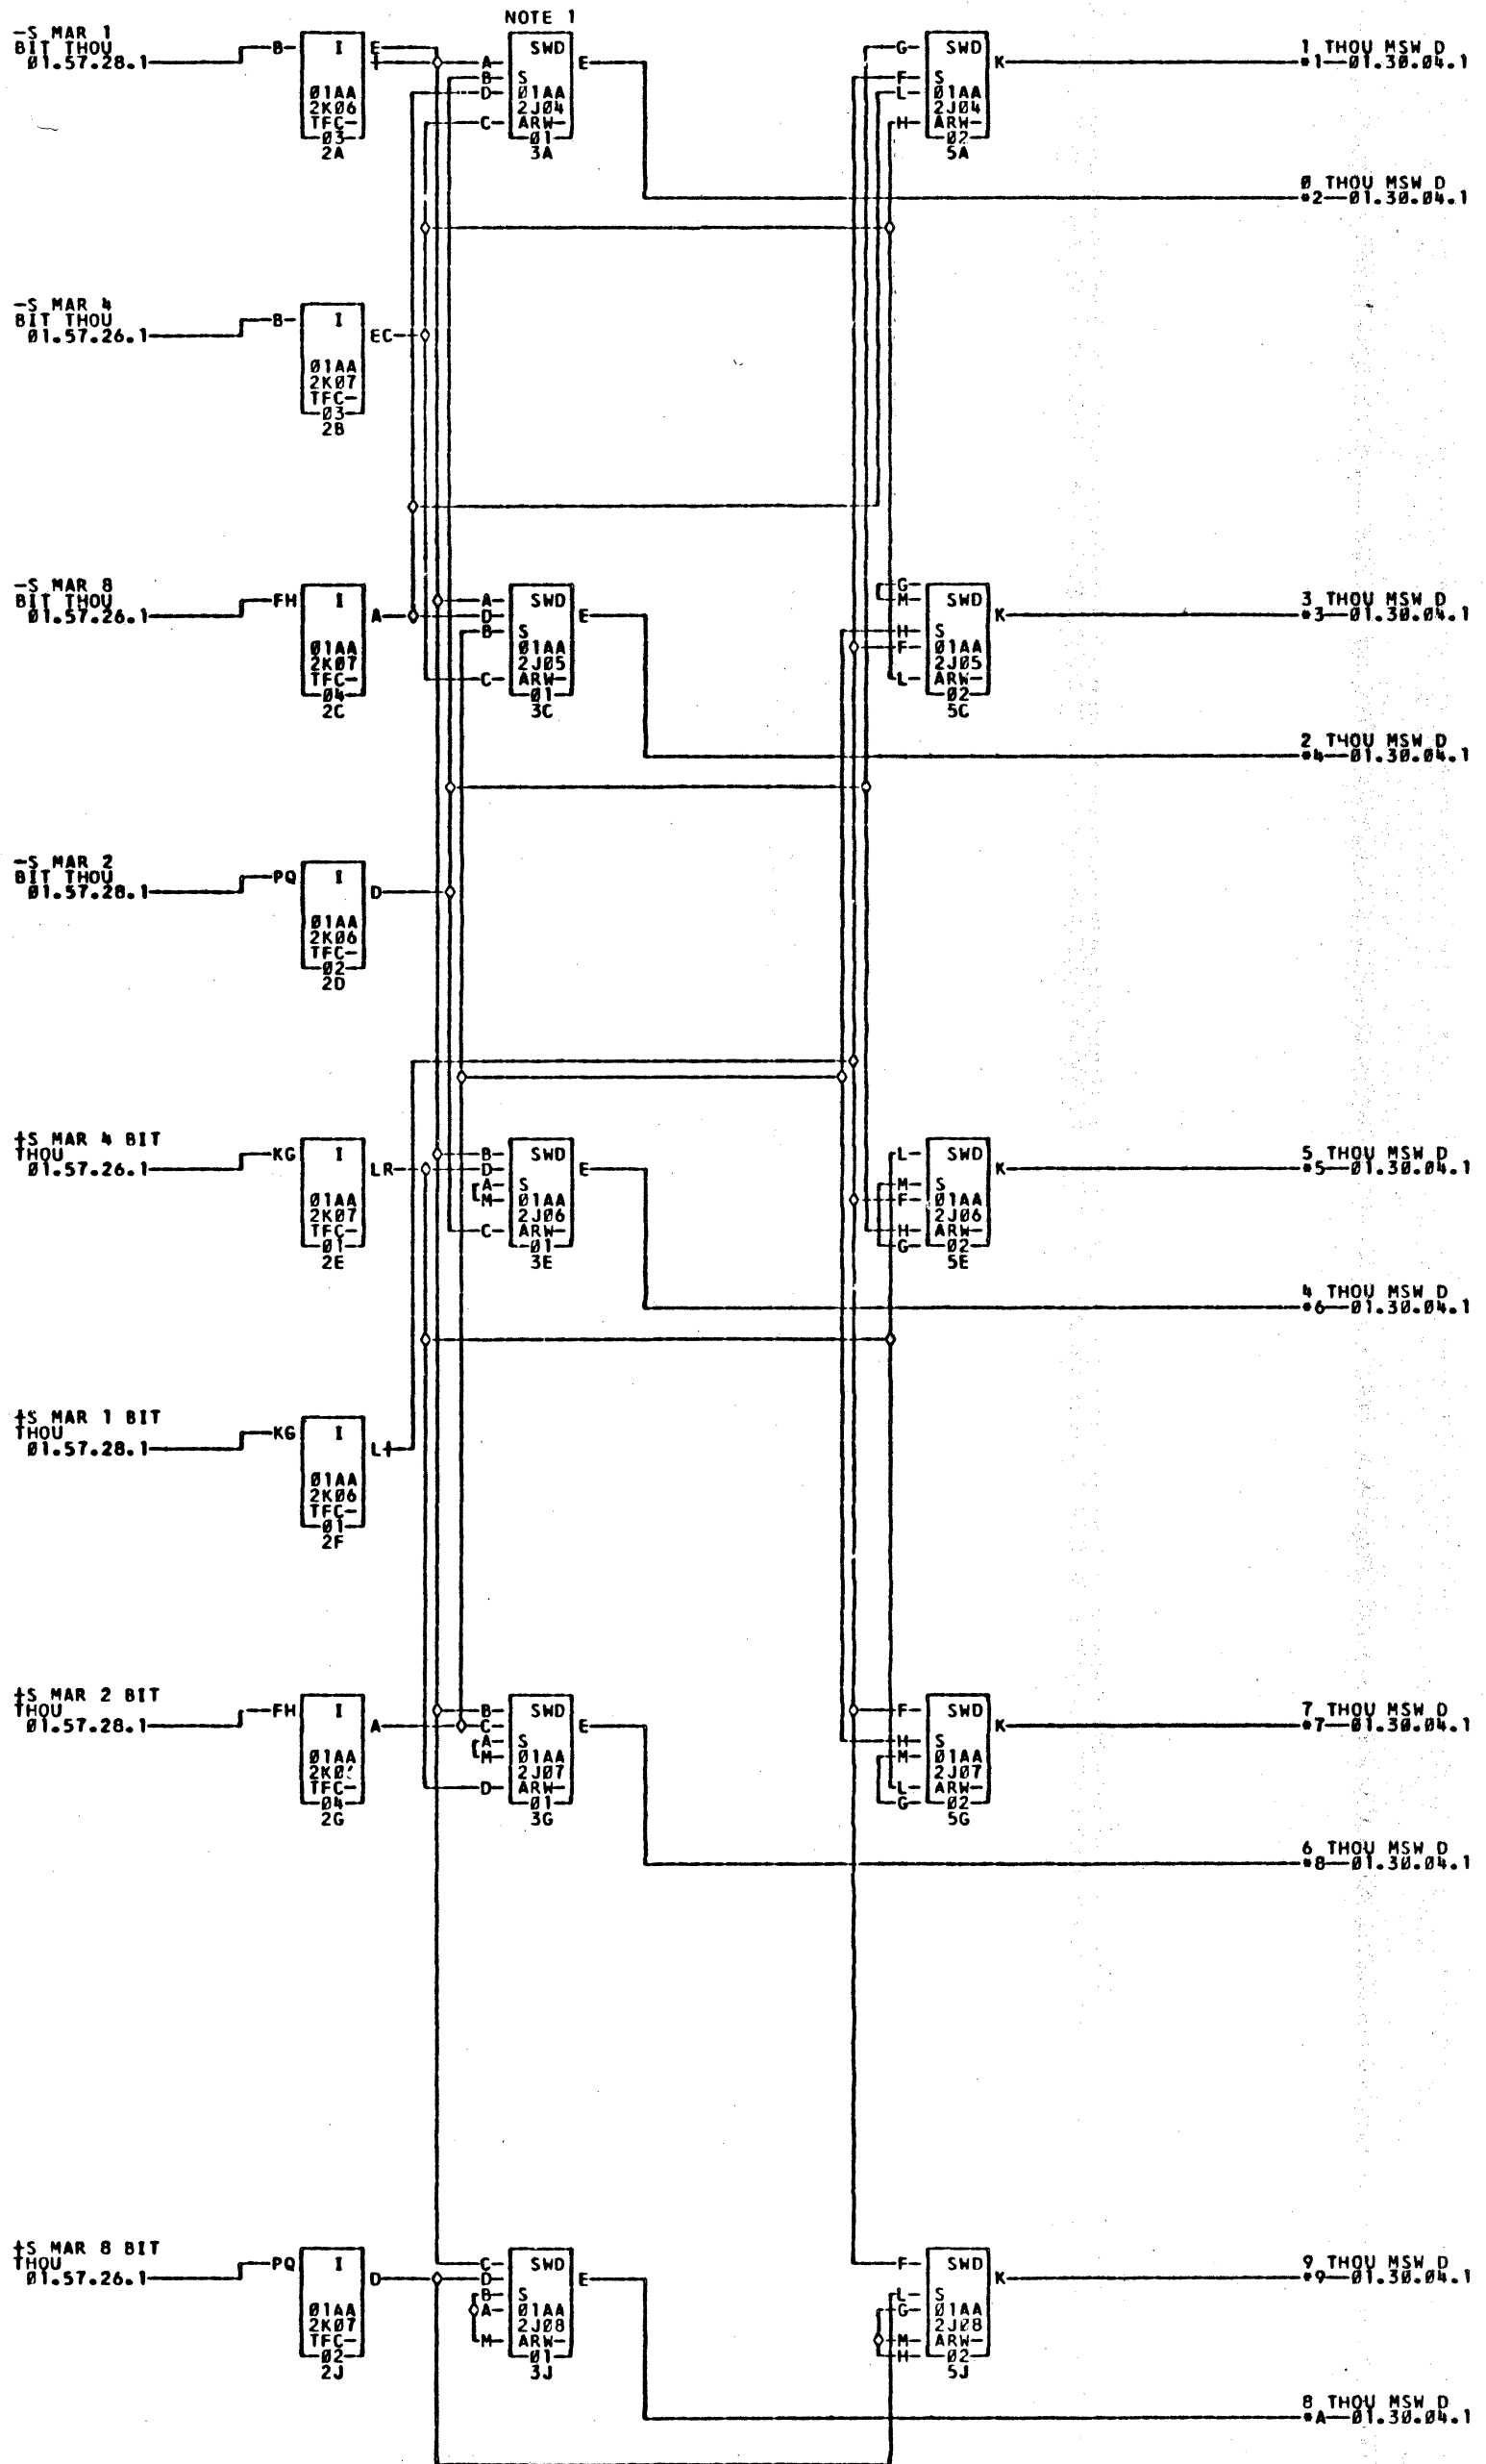 NOTE 1
-S MAR 1
BIT THOU
01.57.28.1
B
I
E
01AA
2K06
TFC-
03
2A
A
B
D
C
SWD
S
01AA
2J04
ARW-
01
3A
E
G
F
L
H
SWD
S
01AA
2J04
ARW-
02
5A
K
1 THOU MSW D
*1-01.30.04.1
0 THOU MSW D
*2-01.30.04.1
-S MAR 4
BIT THOU
01.57.26.1
B
I
EC
01AA
2K07
TFC-
03
2B
-S MAR 8
BIT THOU
01.57.26.1
FH
I
A
01AA
2K07
TFC-
04
2C
A
D
B
C
SWD
S
01AA
2J05
ARW-
01
3C
E
G
M
H
F
L
SWD
S
01AA
2J05
ARW-
02
5C
K
3 THOU MSW D
*3-01.30.04.1
2 THOU MSW D
*4-01.30.04.1
-S MAR 2
BIT THOU
01.57.28.1
PQ
I
D
01AA
2K06
TFC-
02
2D
+S MAR 4 BIT
THOU
01.57.26.1
KG
I
LR
01AA
2K07
TFC-
01
2E
B
D
A
M
C
SWD
S
01AA
2J06
ARW-
01
3E
E
L
M
F
H
G
SWD
S
01AA
2J06
ARW-
02
5E
K
5 THOU MSW D
*5-01.30.04.1
4 THOU MSW D
*6-01.30.04.1
+S MAR 1 BIT
THOU
01.57.28.1
KG
I
L
01AA
2K06
TFC-
01
2F
+S MAR 2 BIT
THOU
01.57.28.1
FH
I
A
01AA
TFC-
04
2G
B
C
A
M
D
SWD
S
01AA
2J07
ARW-
01
3G
E
F
H
M
L
G
SWD
S
01AA
2J07
ARW-
02
5G
K
7 THOU MSW D
*7-01.30.04.1
6 THOU MSW D
*8-01.30.04.1
+S MAR 8 BIT
THOU
01.57.26.1
PQ
I
D
01AA
2K07
TFC-
02
2J
C
D
B
A
M
SWD
S
01AA
2J08
ARW-
01
3J
E
F
L
G
M
H
SWD
S
01AA
2J08
ARW-
02
5J
K
9 THOU MSW D
*9-01.30.04.1
8 THOU MSW D
*A-01.30.04.1